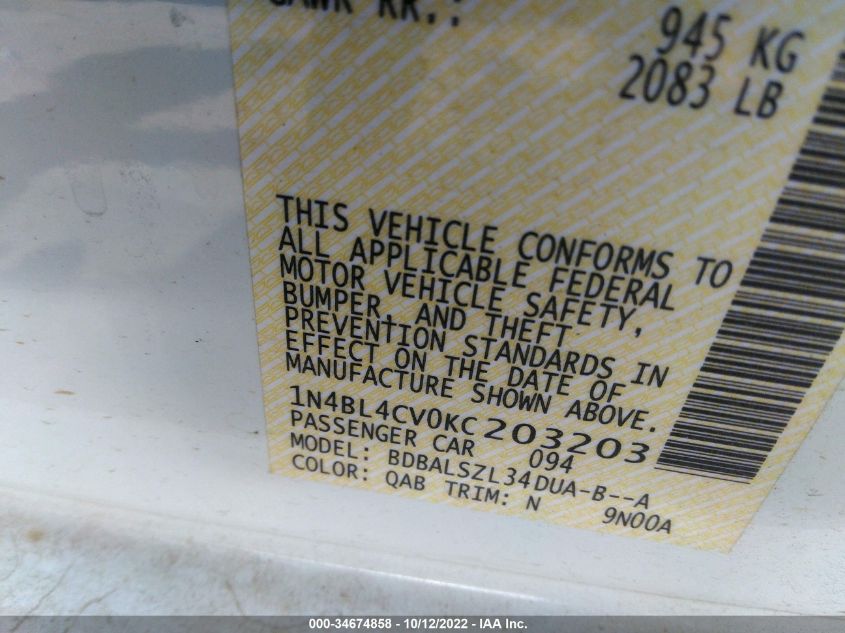 GAWR RR.:
945 KG
2083 LB
THIS VEHICLE CONFORMS TO
ALL APPLICABLE FEDERAL
MOTOR VEHICLE SAFETY,
BUMPER, AND THEFT
PREVENTION STANDARDS IN
EFFECT ON THE DATE OF
MANUFACTURE SHOWN ABOVE.
1N4BL4CV0KC203203
PASSENGER CAR 094
MODEL: BDBALSZL34DUA-B--A
COLOR: QAB TRIM: N 9N00A
000-34674858 - 10/12/2022 - IAA Inc.